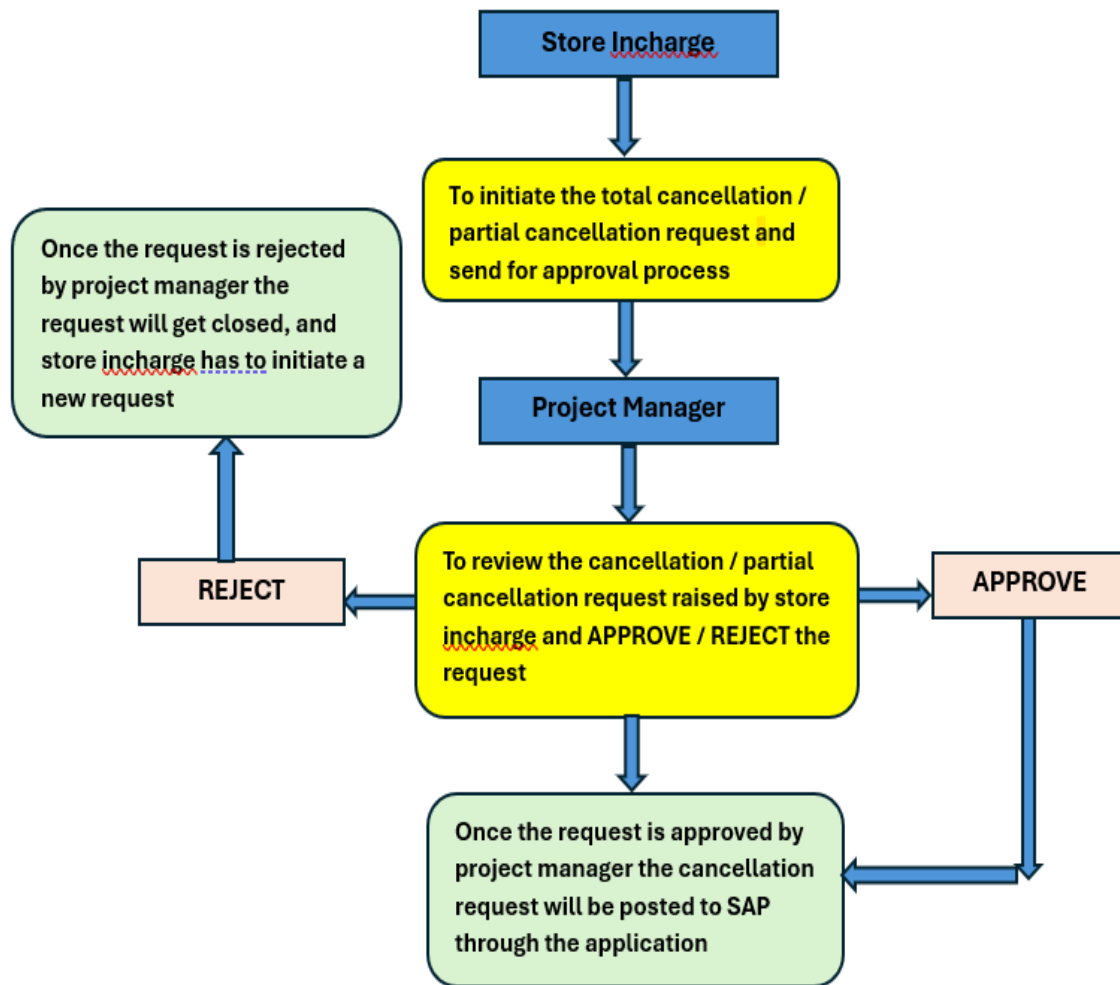 Store Incharge
To initiate the total cancellation /
partial cancellation request and
send for approval process
Once the request is rejected
by project manager the
request will get closed, and
store incharge has to initiate a
new request
Project Manager
To review the cancellation / partial
cancellation request raised by store
incharge and APPROVE / REJECT the
request
REJECT
APPROVE
Once the request is approved by
project manager the cancellation
request will be posted to SAP
through the application